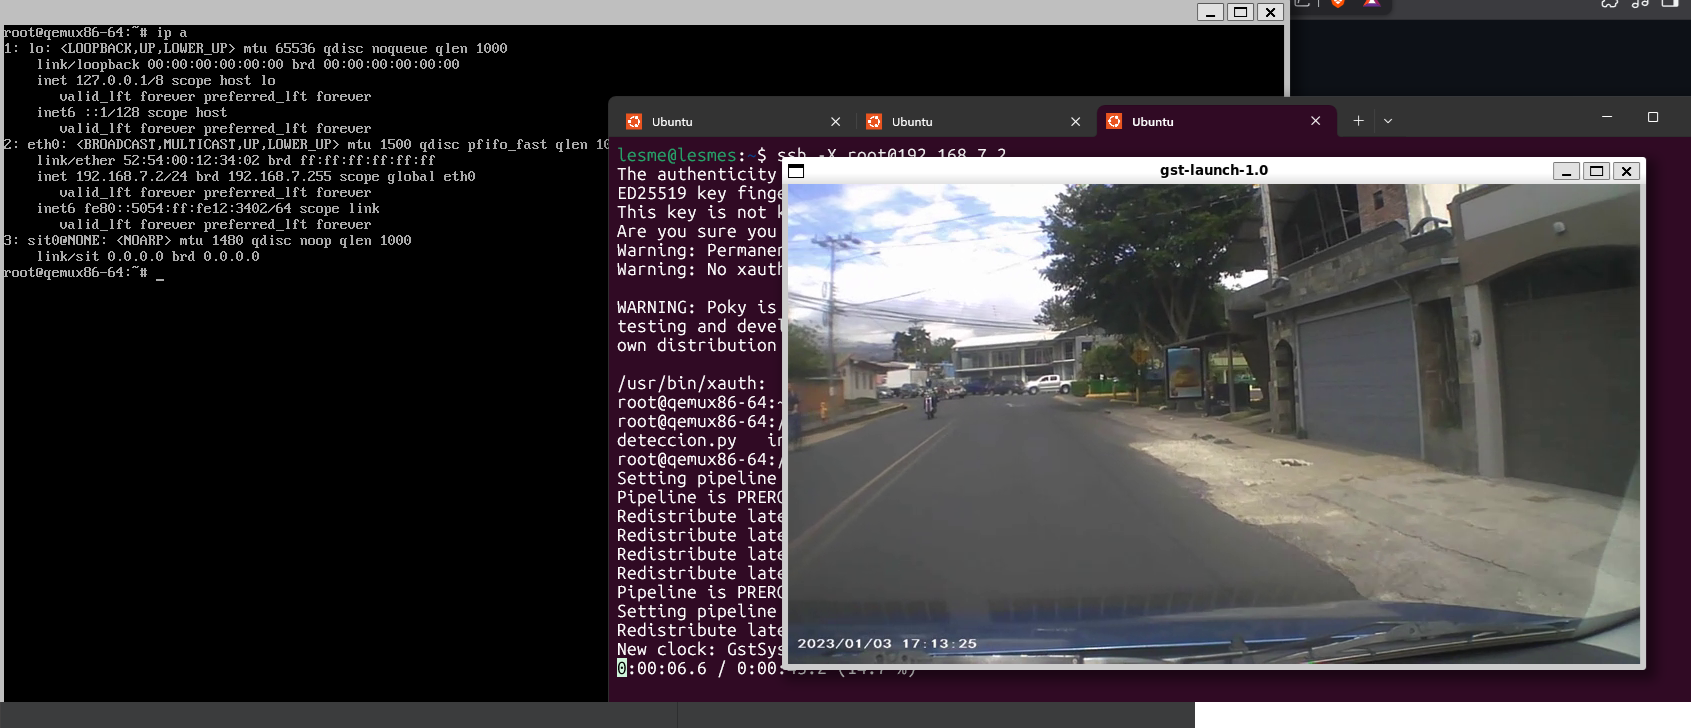 root@qemux86-64:~# ip a
1: lo: <LOOPBACK,UP,LOWER_UP> mtu 65536 qdisc noqueue qlen 1000
link/loopback 00:00:00:00:00:00 brd 00:00:00:00:00:00
inet 127.0.0.1/8 scope host lo
valid_lft forever preferred_lft forever
inet6 ::1/128 scope host
valid_lft forever preferred_lft forever
2: eth0: <BROADCAST,MULTICAST,UP,LOWER_UP> mtu 1500 qdisc pfifo_fast qlen 10
link/ether 52:54:00:12:34:02 brd ff:ff:ff:ff:ff:ff
inet 192.168.7.2/24 brd 192.168.7.255 scope global eth0
valid_lft forever preferred_lft forever
inet6 fe80::5054:ff:fe12:3402/64 scope link
valid_lft forever preferred_lft forever
3: sit0@NONE: <NOARP> mtu 1480 qdisc noop qlen 1000
link/sit 0.0.0.0 brd 0.0.0.0
root@qemux86-64:~# _
Ubuntu
Ubuntu
Ubuntu
lesme@lesmes:~$ ssh -X root@192.168.7.2
The authenticity
ED25519 key finge
This key is not k
Are you sure you
Warning: Permanen
Warning: No xauth
WARNING: Poky is
testing and devel
own distribution
/usr/bin/xauth:
root@qemux86-64:~
root@qemux86-64:/
deteccion.py in
root@qemux86-64:/
Setting pipeline
Pipeline is PRERO
Redistribute late
Redistribute late
Redistribute late
Redistribute late
Pipeline is PRERO
Setting pipeline
Redistribute late
New clock: GstSys
0:00:06.6 / 0:00:45.2 (14.7 %)
gst-launch-1.0
2023/01/03 17:13:25